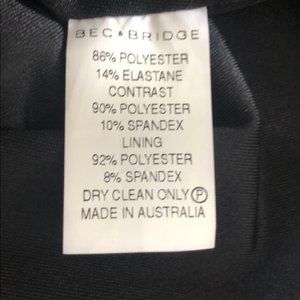 BEC & BRIDGE
86% POLYESTER
14% ELASTANE
CONTRAST
90% POLYESTER
10% SPANDEX
LINING
92% POLYESTER
8% SPANDEX
DRY CLEAN ONLY Ⓟ
MADE IN AUSTRALIA